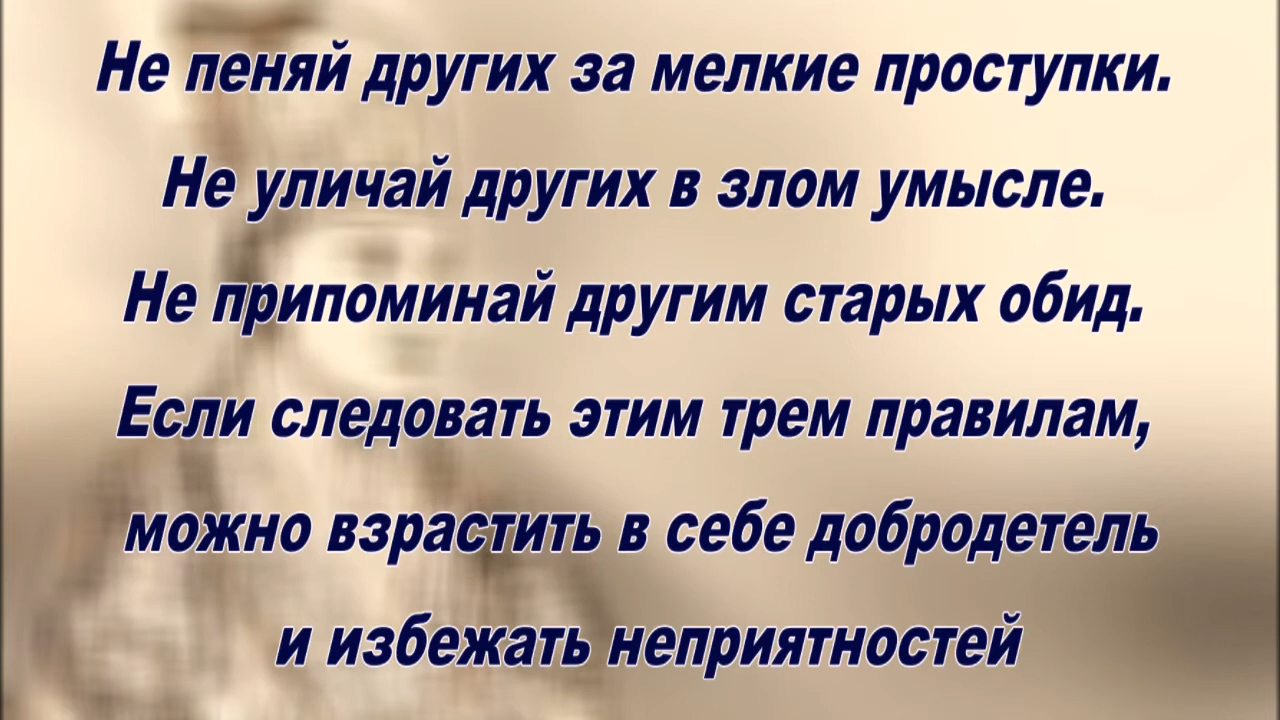 Не пеняй других за мелкие проступки.
Не уличай других в злом умысле.
Не припоминай другим старых обид.
Если следовать этим трем правилам,
можно взрастить в себе добродетель
и избежать неприятностей